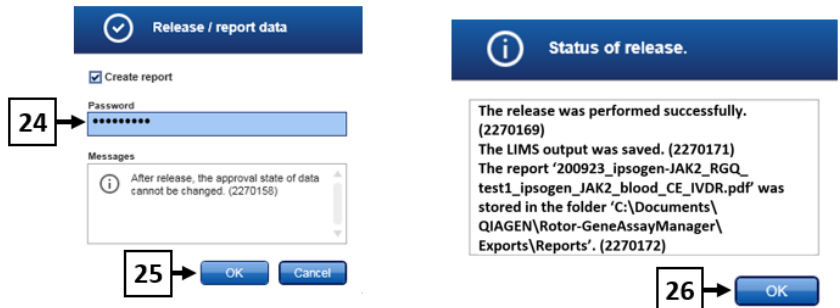 Release / report data
Create report
Password
24
•••••••••
Messages
After release, the approval state of data
cannot be changed. (2270158)
25
OK
Cancel
Status of release.
The release was performed successfully.
(2270169)
The LIMS output was saved. (2270171)
The report ‘200923_ipsogen-JAK2_RGQ_
test1_ipsogen_JAK2_blood_CE_IVDR.pdf’ was
stored in the folder ‘C:\Documents\
QIAGEN\Rotor-GeneAssayManager\
Exports\Reports’. (2270172)
26
OK